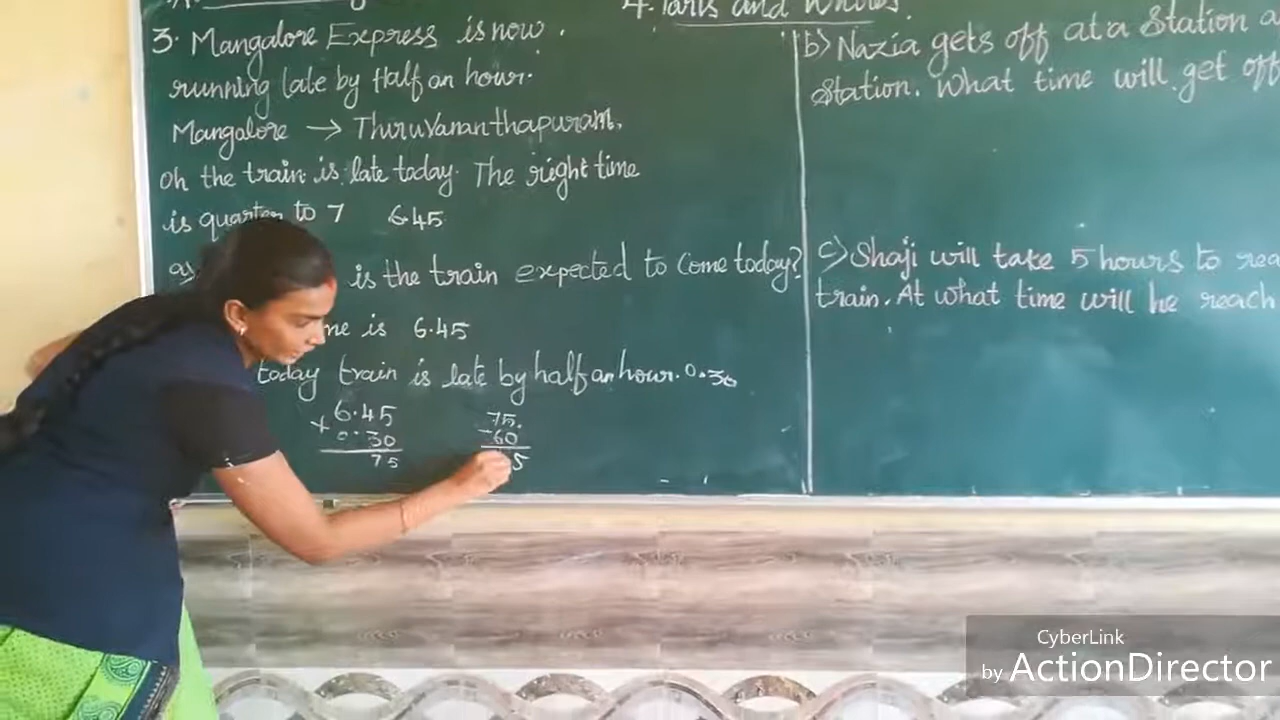 4. Parts and Wholes.
3. Mangalore Express is now.
running late by Half an hour.
Mangalore → Thiruvananthapuram.
Oh the train is late today. The right time
is quarter to 7 6.45
a) is the train expected to come today?
is 6.45
today train is late by half an hour. 0.30
6.45
+ 0.30
75
75.
-60
5
b) Nazia gets off at a Station
Station. What time will get off
c) Shaji will take 5 hours to
train. At what time will he reach
CyberLink
by ActionDirector